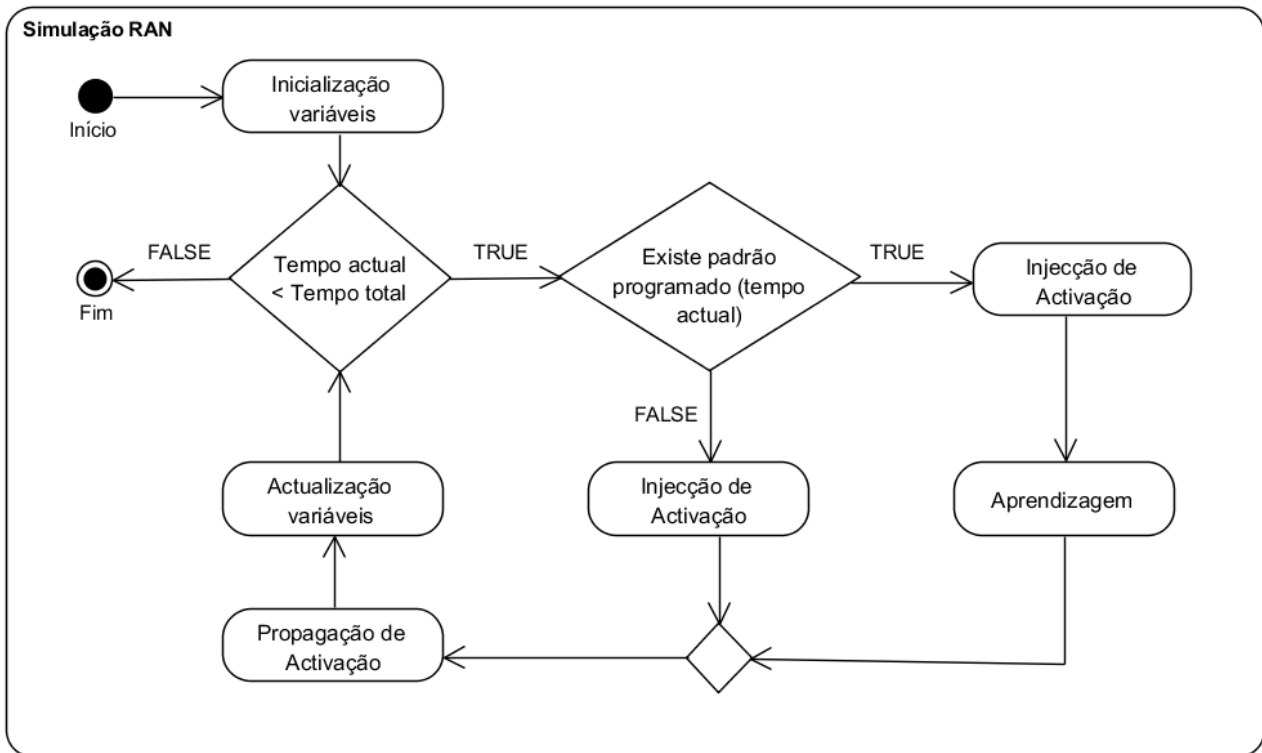 Simulação RAN
Inicialização
variáveis
Início
FALSE
Tempo actual
< Tempo total
TRUE
Existe padrão
programado (tempo
actual)
TRUE
Injecção de
Activação
Fim
FALSE
Actualização
variáveis
Injecção de
Activação
Aprendizagem
Propagação de
Activação